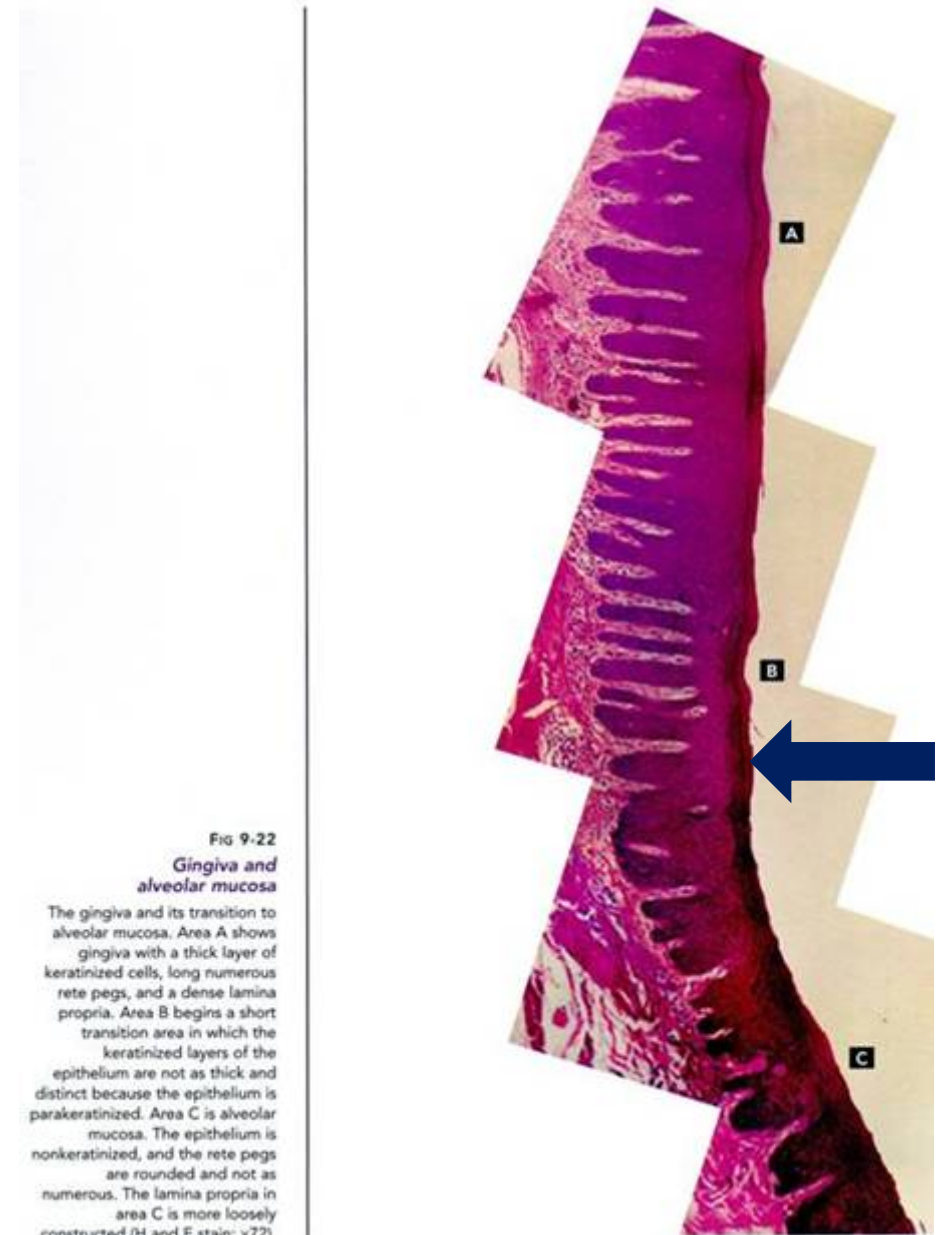 FIG 9-22
Gingiva and
alveolar mucosa
The gingiva and its transition to
alveolar mucosa. Area A shows
gingiva with a thick layer of
keratinized cells, long numerous
rete pegs, and a dense lamina
propria. Area B begins a short
transition area in which the
keratinized layers of the
epithelium are not as thick and
distinct because the epithelium is
parakeratinized. Area C is alveolar
mucosa. The epithelium is
nonkeratinized, and the rete pegs
are rounded and not as
numerous. The lamina propria in
area C is more loosely
constructed (H and E stain; x72).
A
B
C